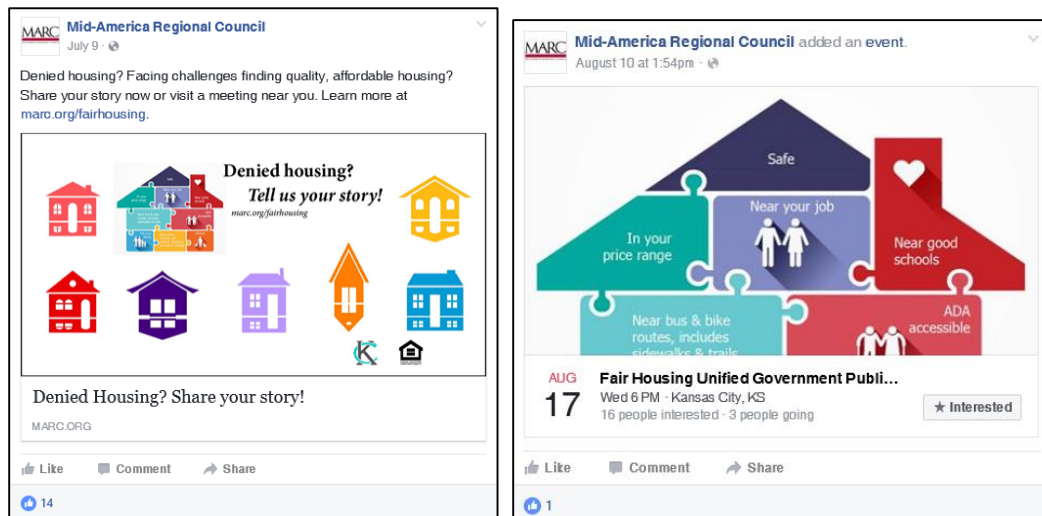 MARC
Mid-America Regional Council
July 9 ·
Denied housing? Facing challenges finding quality, affordable housing?
Share your story now or visit a meeting near you. Learn more at
marc.org/fairhousing.
Denied housing?
Tell us your story!
marc.org/fairhousing
KC
Denied Housing? Share your story!
MARC.ORG
Like Comment Share
14
MARC
Mid-America Regional Council added an event.
August 10 at 1:54pm ·
Safe
Near your job
In your
price range
Near good
schools
Near bus & bike
routes, includes
sidewalks & trails
ADA
accessible
AUG
17
Fair Housing Unified Government Publi...
Wed 6 PM · Kansas City, KS
16 people interested · 3 people going
Interested
Like Comment Share
1